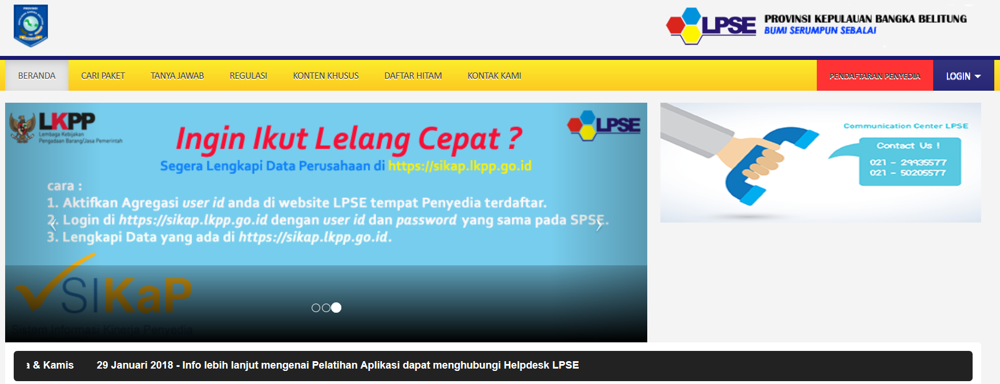 PROVINSI
LPSE
PROVINSI KEPULAUAN BANGKA BELITUNG
BUMI SERUMPUN SEBALAI
BERANDA
CARI PAKET
TANYA JAWAB
REGULASI
KONTEN KHUSUS
DAFTAR HITAM
KONTAK KAMI
PENDAFTARAN PENYEDIA
LOGIN
LKPP
Lembaga Kebijakan
Pengadaan Barang/Jasa Pemerintah
LPSE
Ingin Ikut Lelang Cepat ?
Segera Lengkapi Data Perusahaan di https://sikap.lkpp.go.id
cara :
1. Aktifkan Agregasi user id anda di website LPSE tempat Penyedia terdaftar.
2. Login di https://sikap.lkpp.go.id dengan user id dan password yang sama pada SPSE.
3. Lengkapi Data yang ada di https://sikap.lkpp.go.id.
SIKaP
Sistem Informasi Kinerja Penyedia
Communication Center LPSE
Contact Us !
021 - 29935577
021 - 50205577
a & Kamis
29 Januari 2018 - Info lebih lanjut mengenai Pelatihan Aplikasi dapat menghubungi Helpdesk LPSE